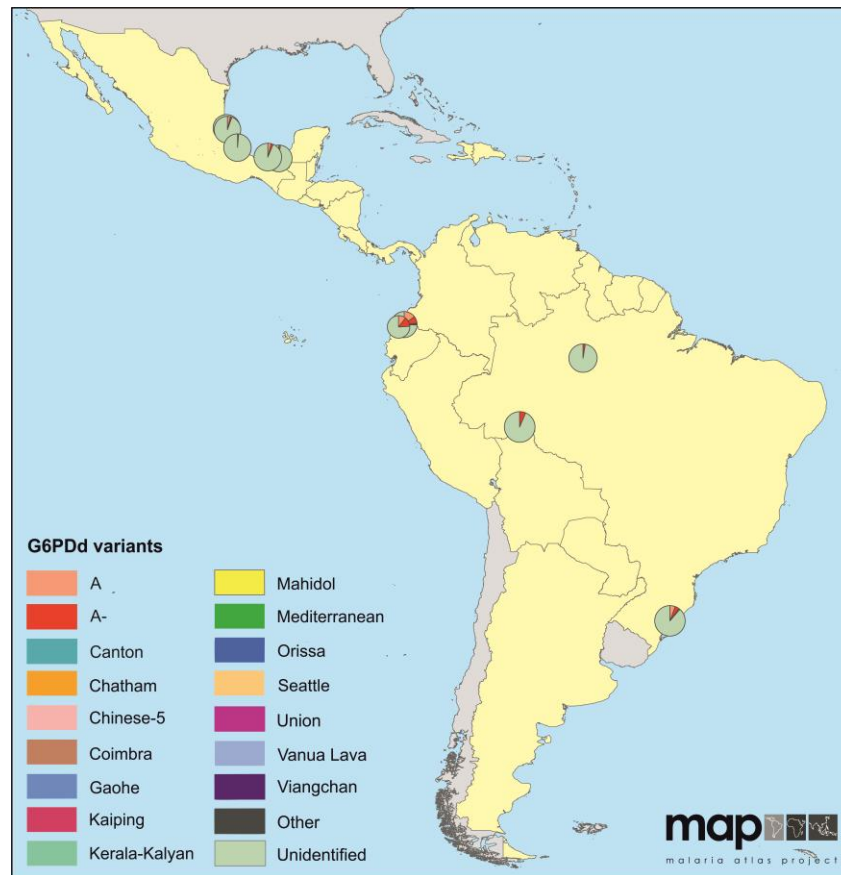 G6PDd variants
A
A-
Canton
Chatham
Chinese-5
Coimbra
Gaohe
Kaiping
Kerala-Kalyan
Mahidol
Mediterranean
Orissa
Seattle
Union
Vanua Lava
Viangchan
Other
Unidentified
map
malaria atlas project